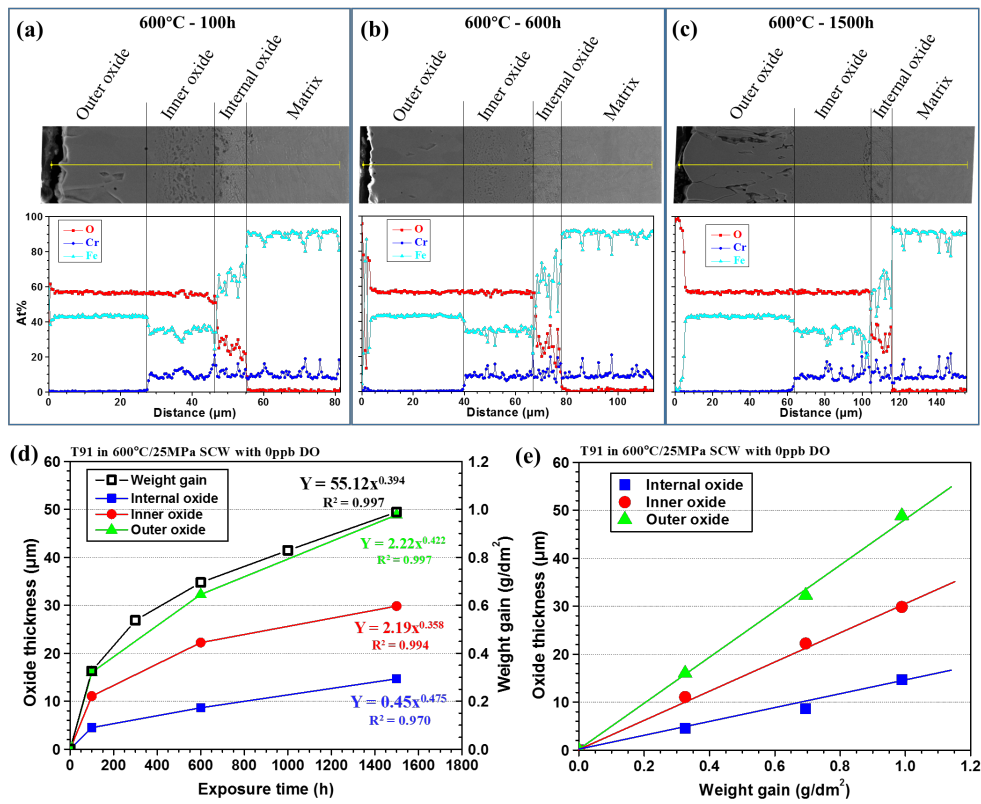 (a)
600°C - 100h
Outer oxide
Inner oxide
Internal oxide
Matrix
At%
100
80
60
40
20
0
O
Cr
Fe
0 20 40 60 80
Distance (µm)
(b)
600°C - 600h
Outer oxide
Inner oxide
Internal oxide
Matrix
O
Cr
Fe
0 20 40 60 80 100
Distance (µm)
(c)
600°C - 1500h
Outer oxide
Inner oxide
Internal oxide
Matrix
O
Cr
Fe
0 20 40 60 80 100 120 140
Distance (µm)
(d)
T91 in 600°C/25MPa SCW with 0ppb DO
Oxide thickness (µm)
60
50
40
30
20
10
0
Weight gain
Internal oxide
Inner oxide
Outer oxide
Y = 55.12x^0.394
R² = 0.997
Y = 2.22x^0.422
R² = 0.997
Y = 2.19x^0.358
R² = 0.994
Y = 0.45x^0.475
R² = 0.970
1.2
1.0
0.8
0.6
0.4
0.2
0.0
Weight gain (g/dm²)
0 200 400 600 800 1000 1200 1400 1600 1800
Exposure time (h)
(e)
T91 in 600°C/25MPa SCW with 0ppb DO
Oxide thickness (µm)
60
50
40
30
20
10
0
Internal oxide
Inner oxide
Outer oxide
0.0 0.2 0.4 0.6 0.8 1.0 1.2
Weight gain (g/dm²)